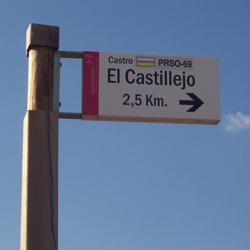 Castro PRSO-69
El Castillejo
2,5 Km.